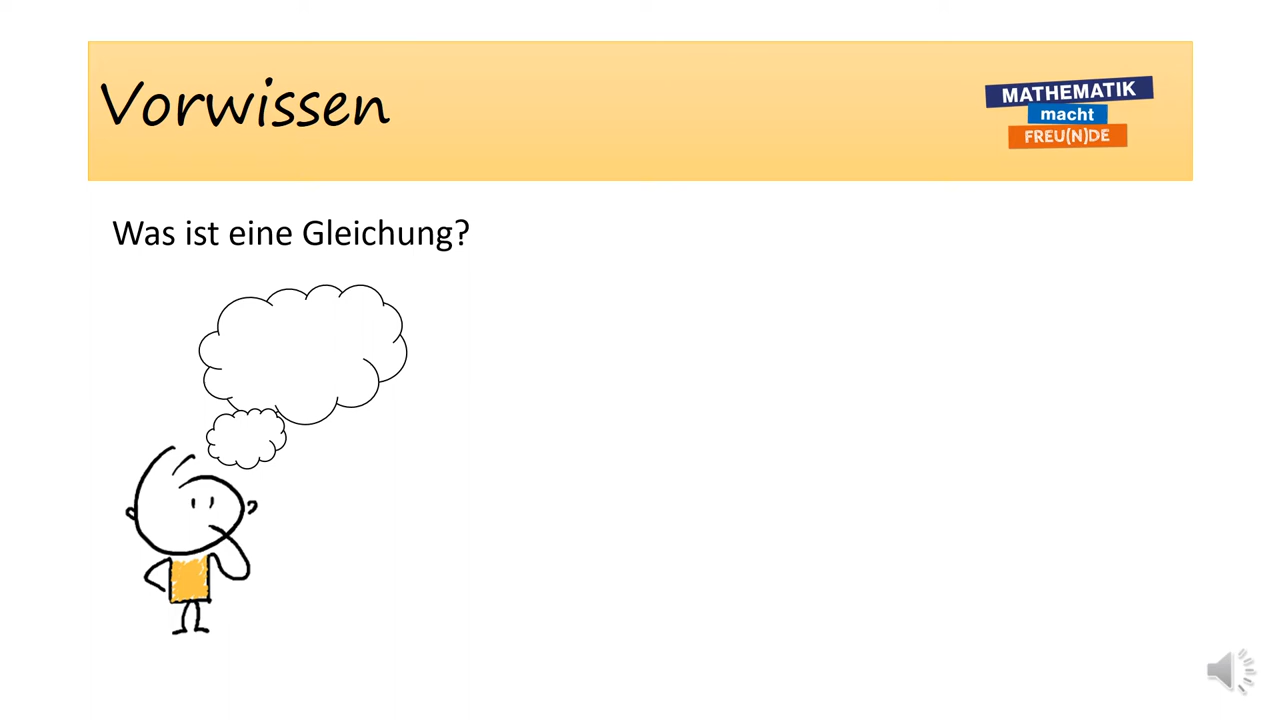 Vorwissen
MATHEMATIK
macht
FREU(N)DE
Was ist eine Gleichung?